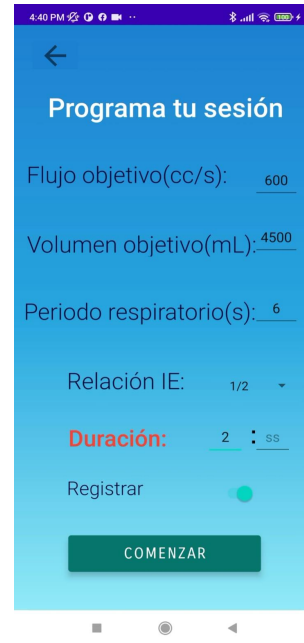 4:40 PM
100
Programa tu sesión
Flujo objetivo(cc/s): 600
Volumen objetivo(mL): 4500
Periodo respiratorio(s): 6
Relación IE: 1/2
Duración: 2 : ss
Registrar
COMENZAR